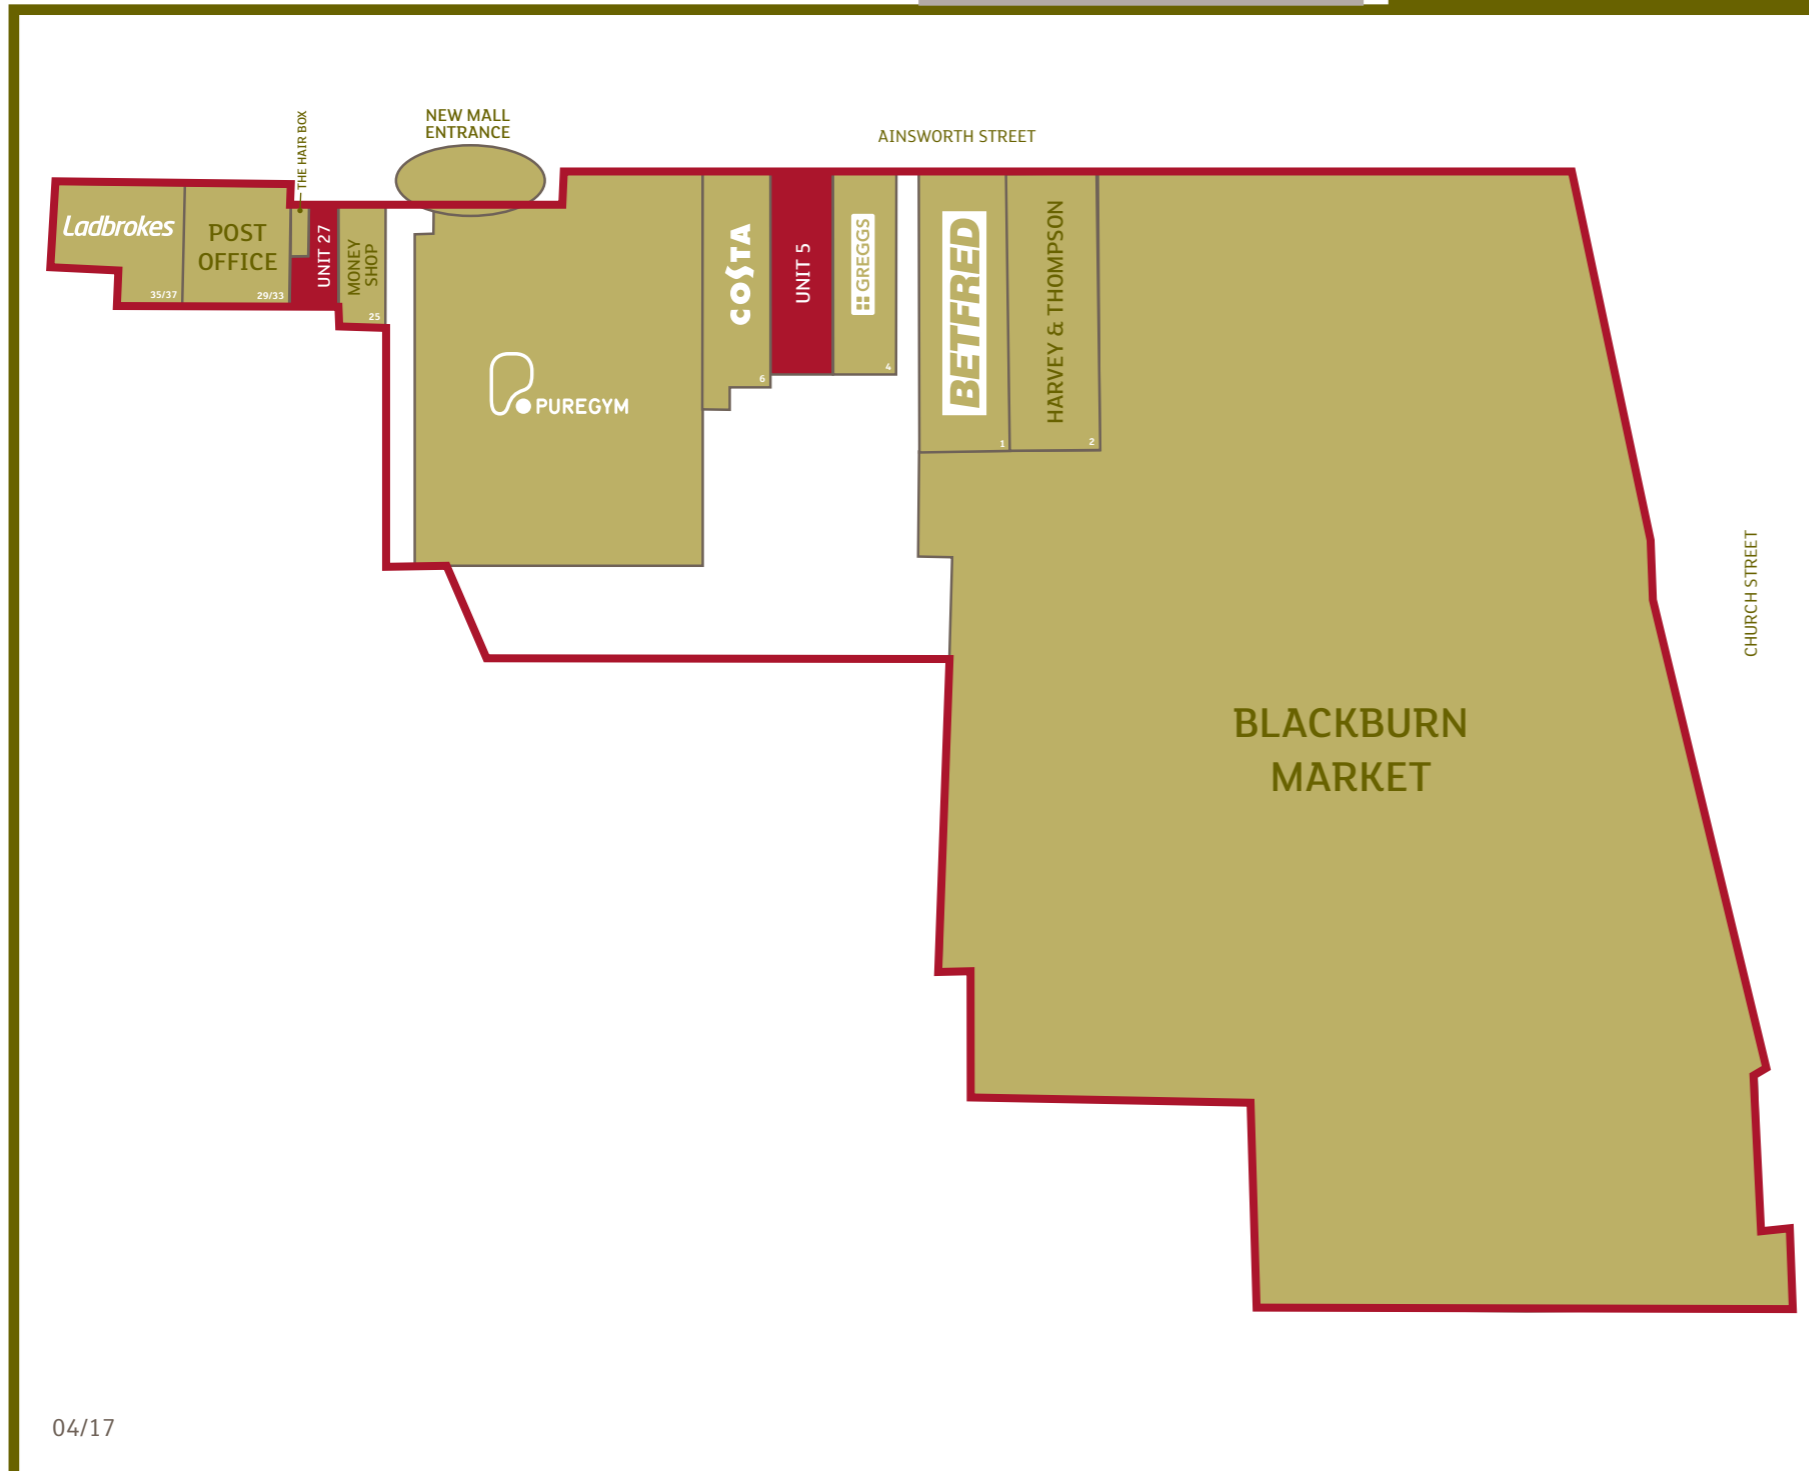 THE HAIR BOX
NEW MALL
ENTRANCE
AINSWORTH STREET
Ladbrokes
35/37
POST
OFFICE
29/33
UNIT 27
MONEY
SHOP
25
PUREGYM
COSTA
6
UNIT 5
GREGGS
4
BETFRED
1
HARVEY & THOMPSON
2
CHURCH STREET
BLACKBURN
MARKET
04/17